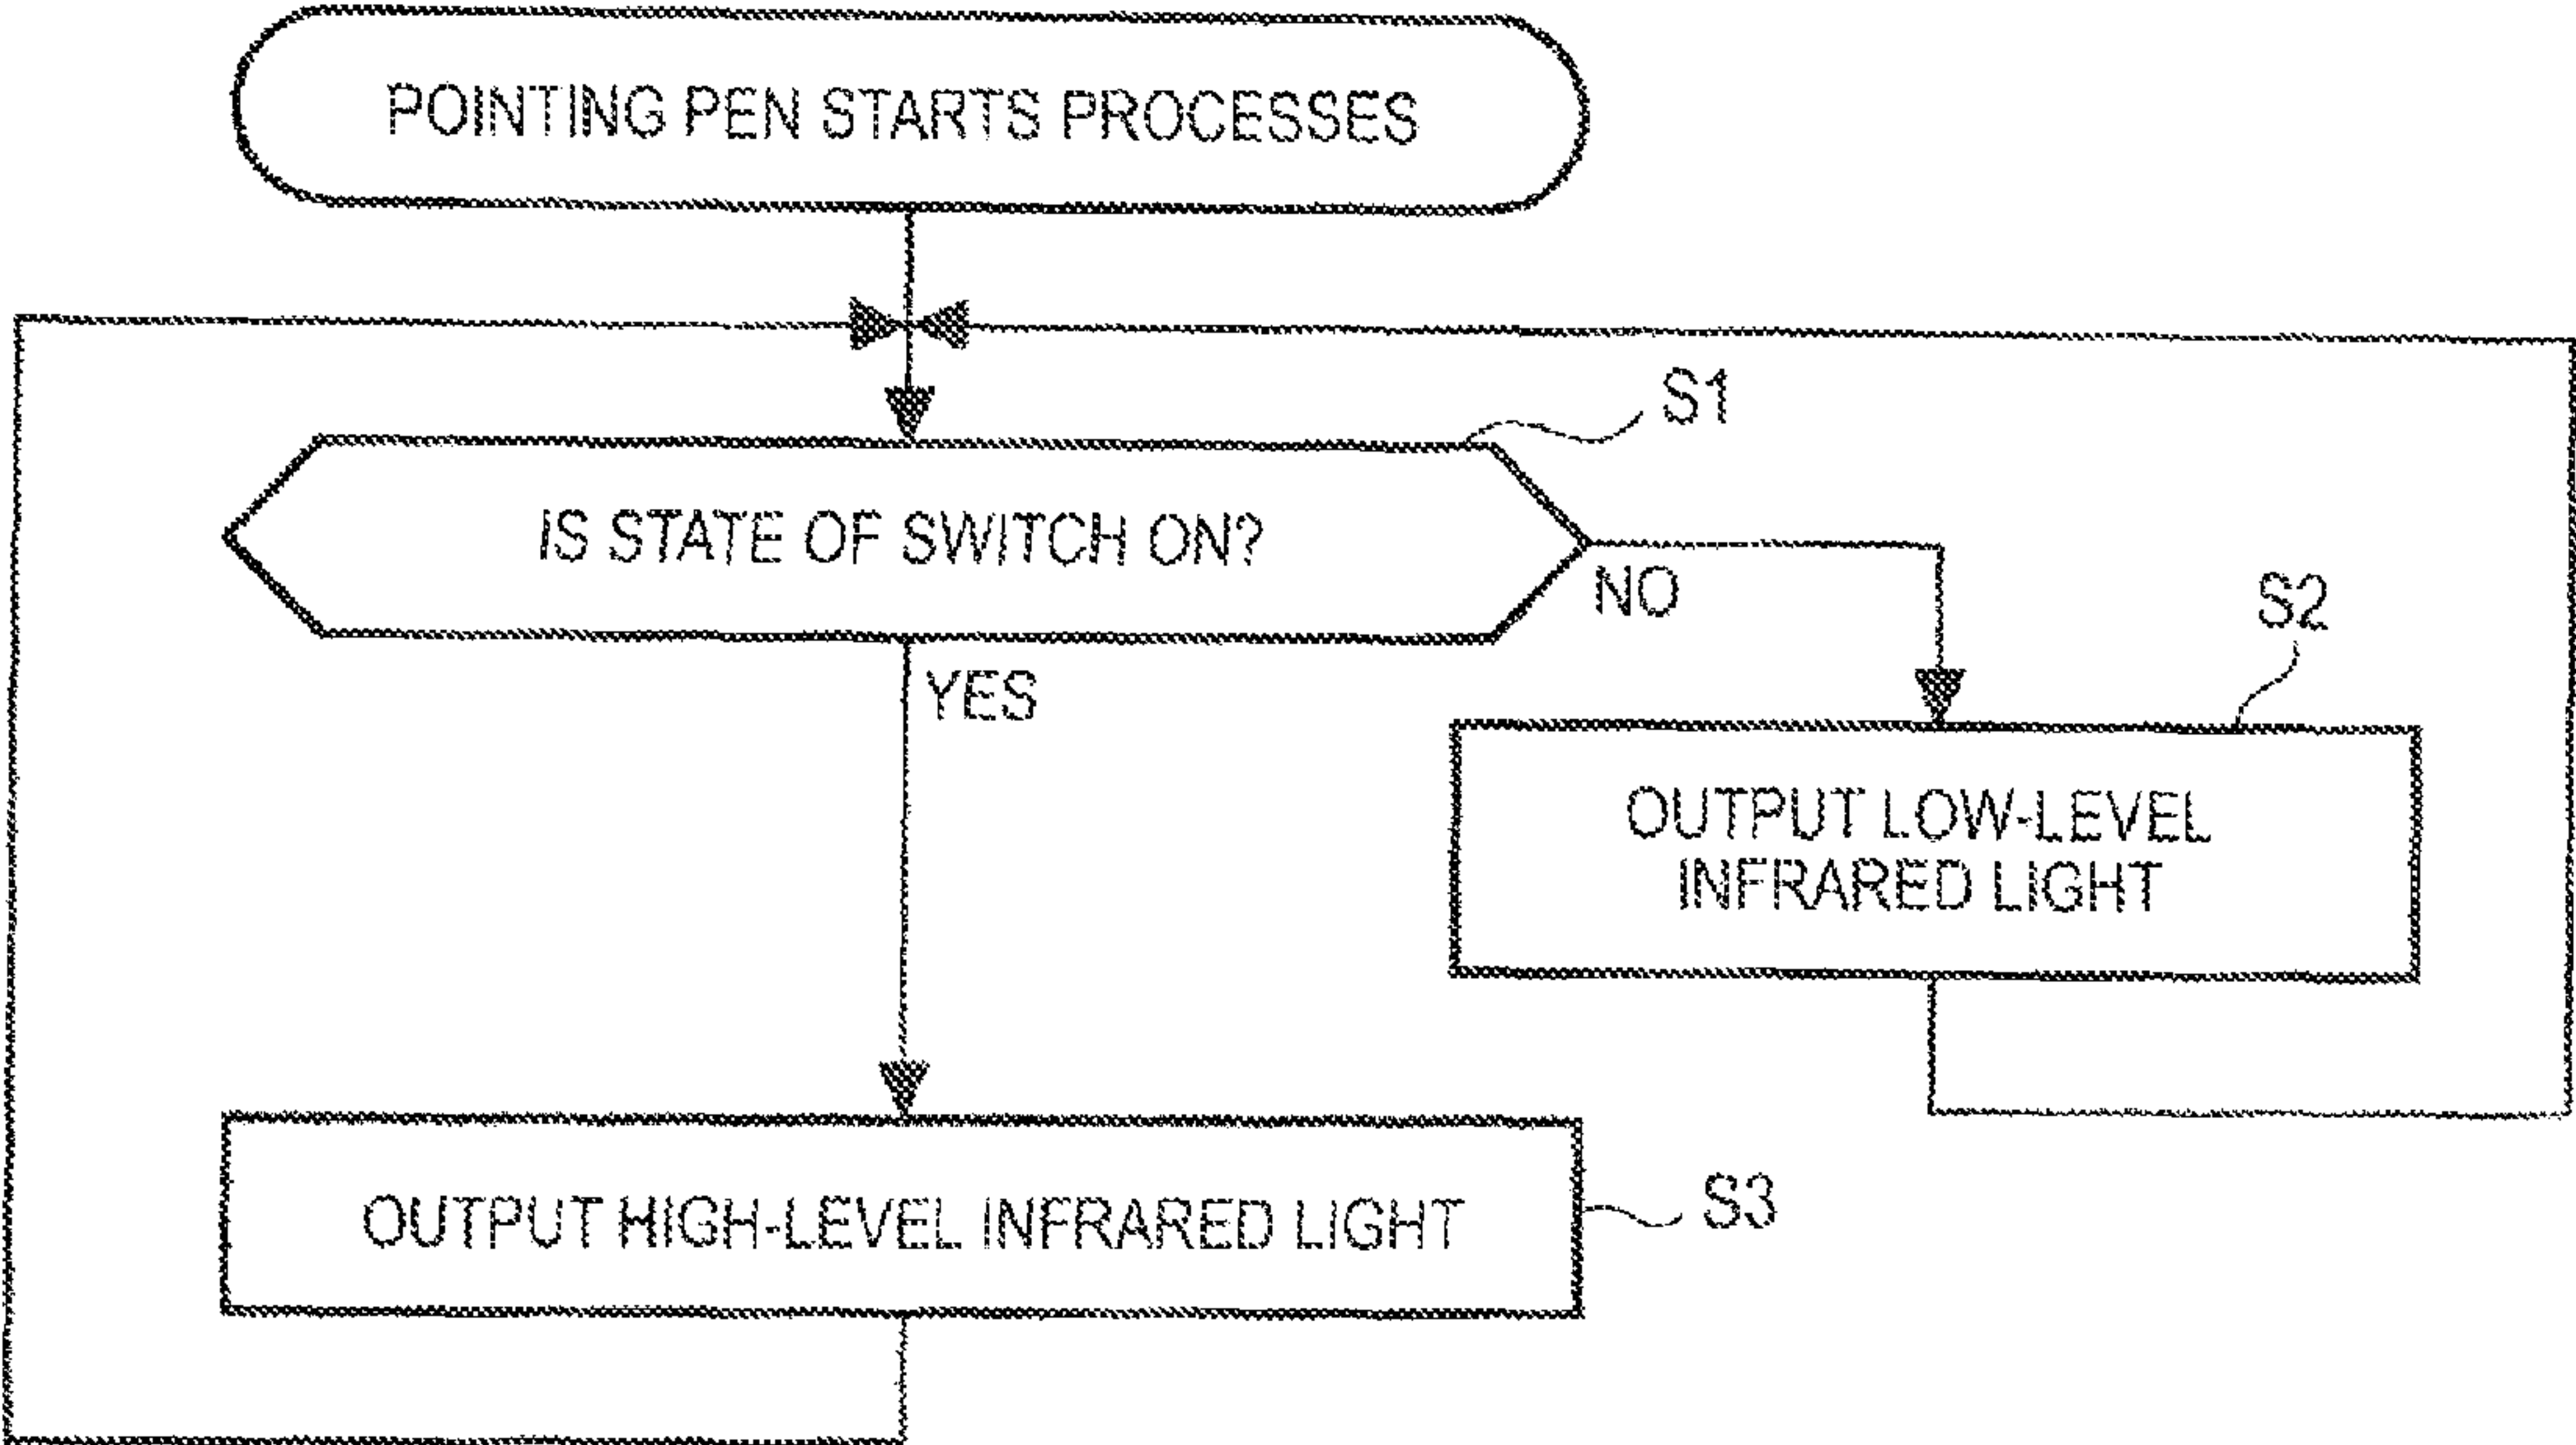 POINTING PEN STARTS PROCESSES
S1
IS STATE OF SWITCH ON?
NO
S2
YES
OUTPUT LOW-LEVEL
INFRARED LIGHT
OUTPUT HIGH-LEVEL INFRARED LIGHT
S3